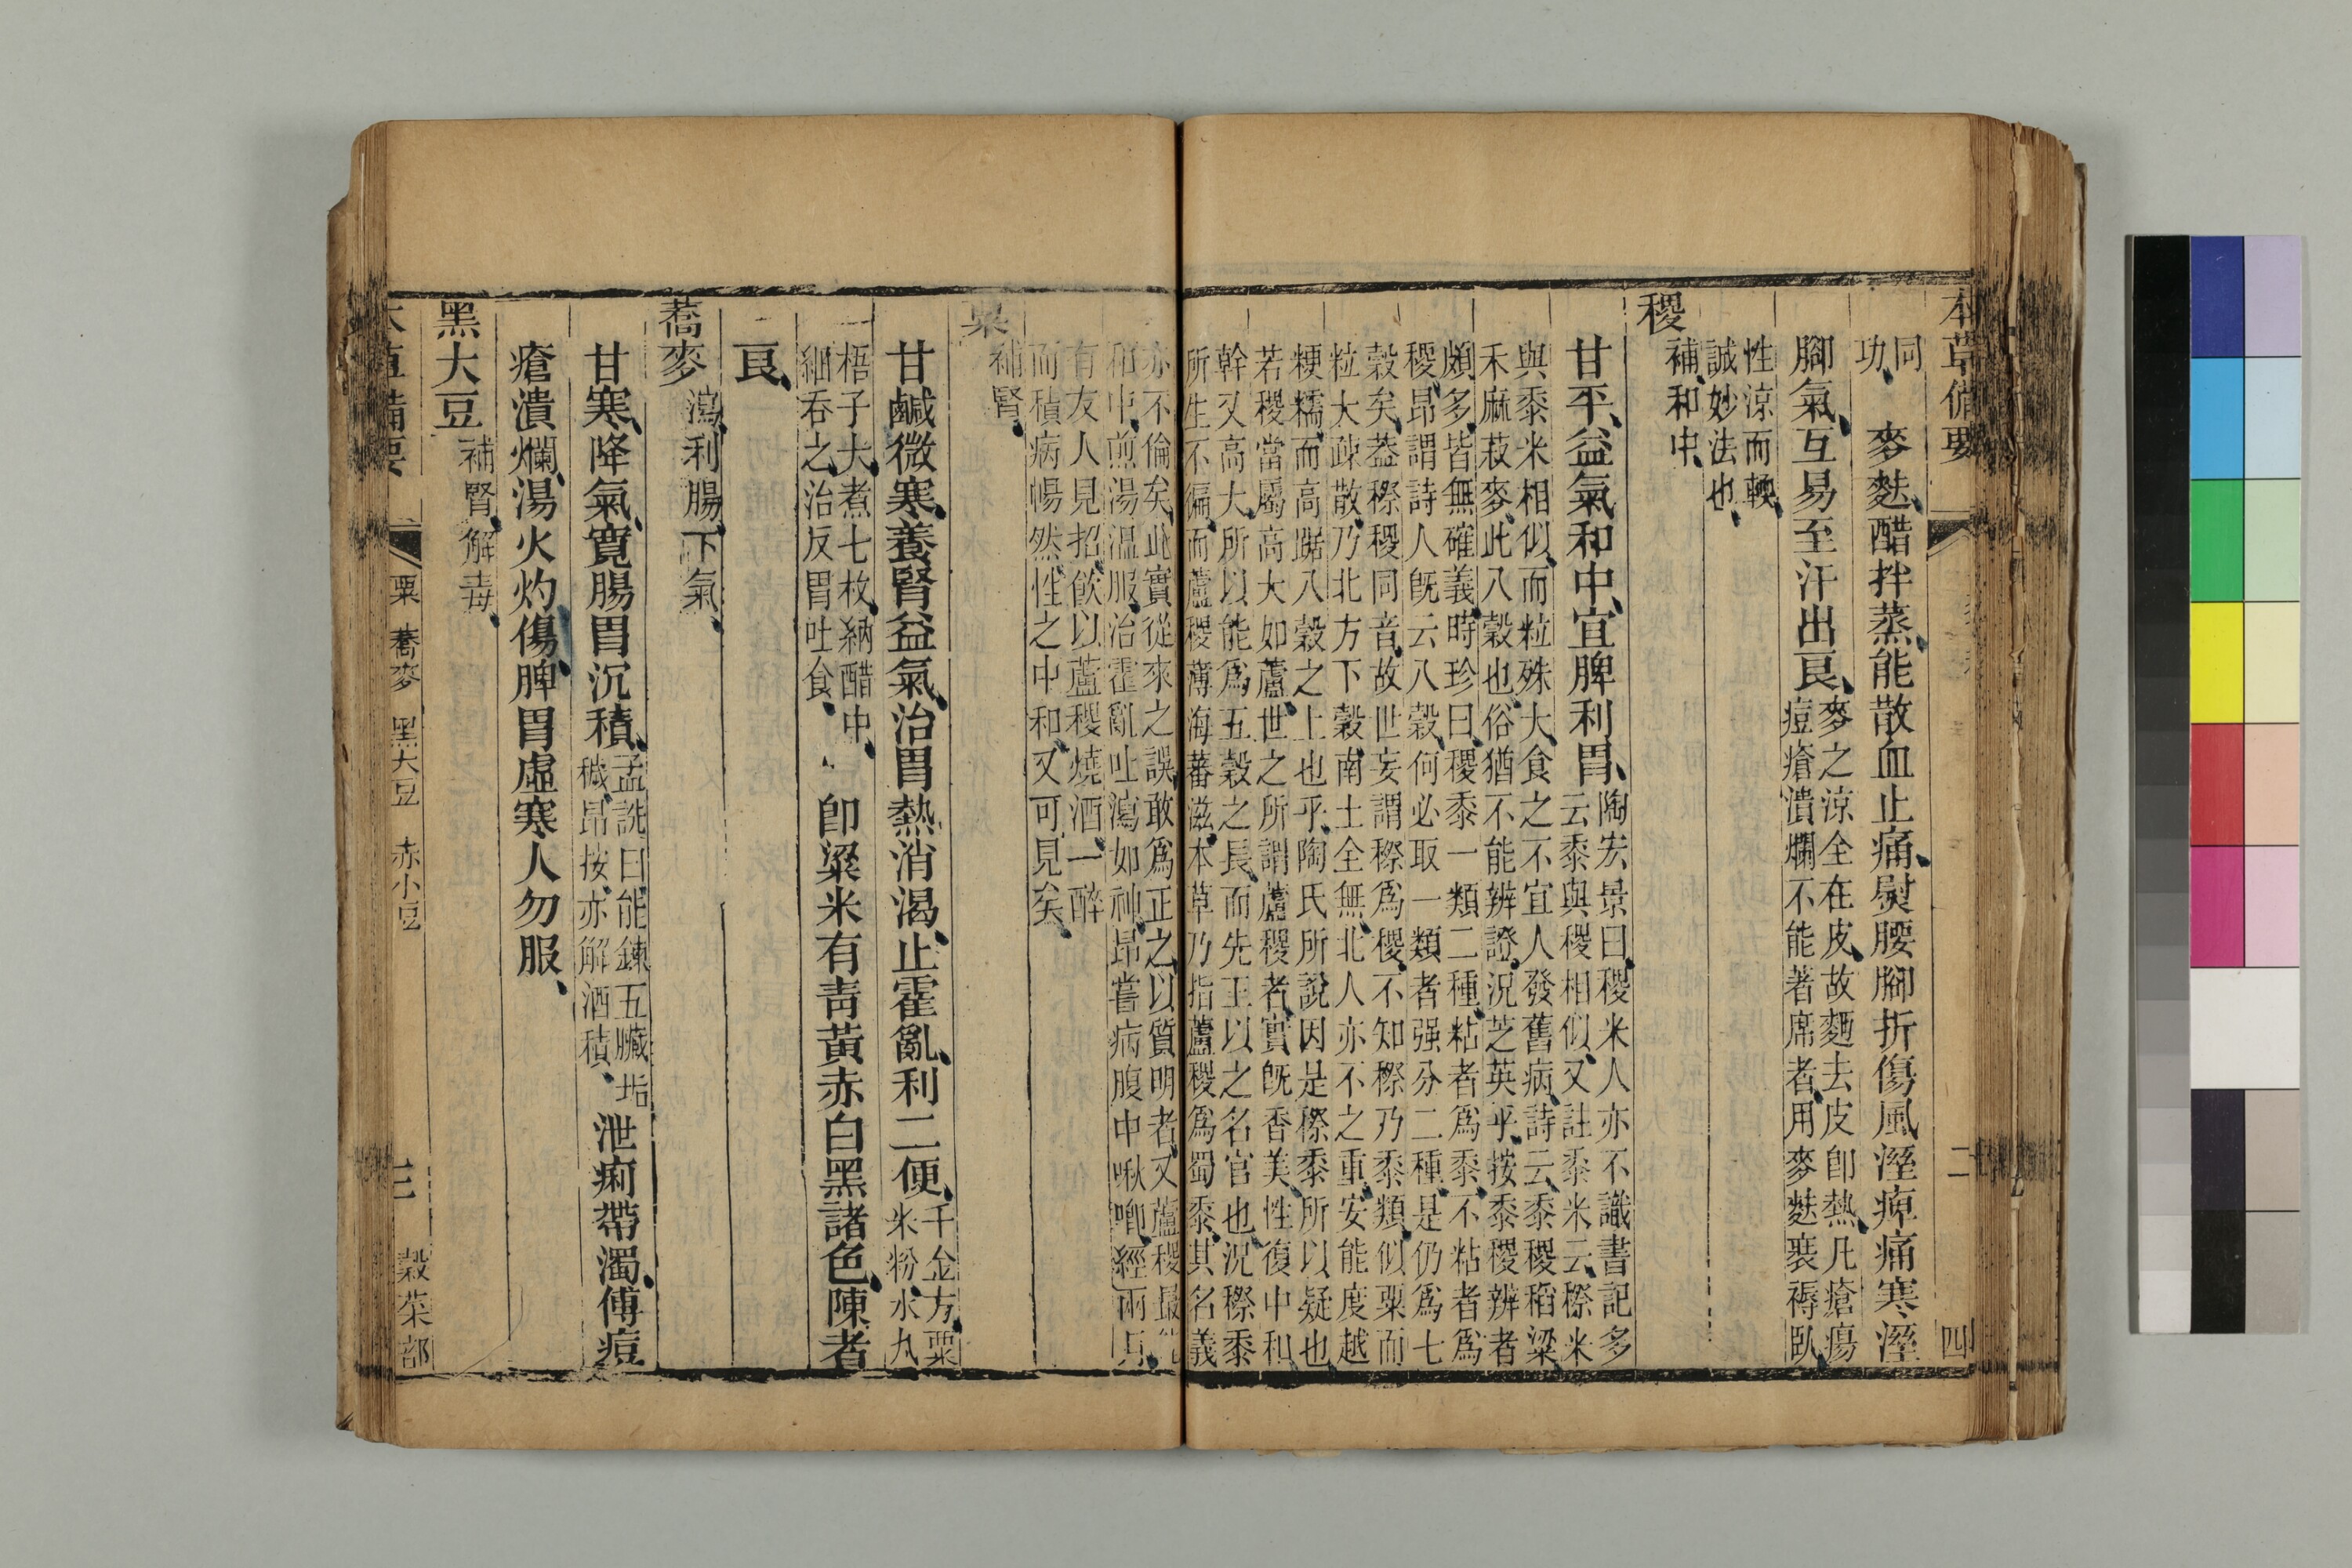 本草備要
二
四
同
功、　麥麩、醋拌蒸、能散血止痛、熨腰腳折傷風溼痺痛寒溼
腳氣、互易至汗出良、麥之涼全在皮、故麵去皮即熱、凡瘡瘍
痘瘡潰爛不能著席者、用麥麩裝褥臥、
性涼而輭、
誠妙法也、
稷
補、和中、
甘平、益氣和中、宜脾利胃、陶宏景曰、稷米人亦不識、書記多
云黍與稷相似、又註黍米云、穄米
與黍米相似、而粒殊大、食之不宜人、發舊病、詩云、黍稷稻粱
禾麻菽麥、此八穀也、俗猶不能辨證、況芝英乎、按黍稷辨者
頗多、皆無確義、時珍曰、稷黍一類二種、粘者爲黍、不粘者爲
稷、昂謂詩人旣云八穀、何必取一類者强分二種、是仍爲七
穀矣、葢穄稷同音、故世妄謂穄爲稷、不知穄乃黍類、似粟而
粒大疎散、乃北方下穀、南土全無、北人亦不之重、安能度越
粳糯、而高踞八穀之上也乎、陶氏所說因是穄黍、所以疑也、
若稷當屬高大如蘆、世之所謂蘆稷者、實旣香美、性復中和、
幹又高大、所以能爲五穀之長、而先王以之名官也、況穄黍
所生不徧、而蘆稷薄海蕃滋、本草乃指蘆稷爲蜀黍、其名義
亦不倫矣、此實從來之誤、敢爲正之、以質明者、又蘆稷最能
和中、煎湯溫服、治霍亂吐瀉如神、昂嘗病腹中啾唧、經兩月、
有友人見招、飮以蘆稷燒酒、一醉
而積病暢然、性之中和、又可見矣、
粟
補腎、
甘鹹微寒、養腎益氣、治胃熱消渴、止霍亂、利二便、千金方、粟
米粉、水丸
梧子大、煮七枚、納醋中、
細吞之、治反胃吐食、　即粱米、有青黃赤白黑諸色、陳者
良、
蕎麥
瀉、利腸、下氣、
甘寒、降氣寬腸、胃沉積、孟詵曰、能鍊五臟垢
穢、昂按、亦解酒積、泄痢帶濁、傅痘
瘡潰爛、湯火灼傷、脾胃虛寒人勿服、
黑大豆
補腎、解毒、
本草備要
粟　蕎麥　黑大豆　赤小豆
三
穀菜部